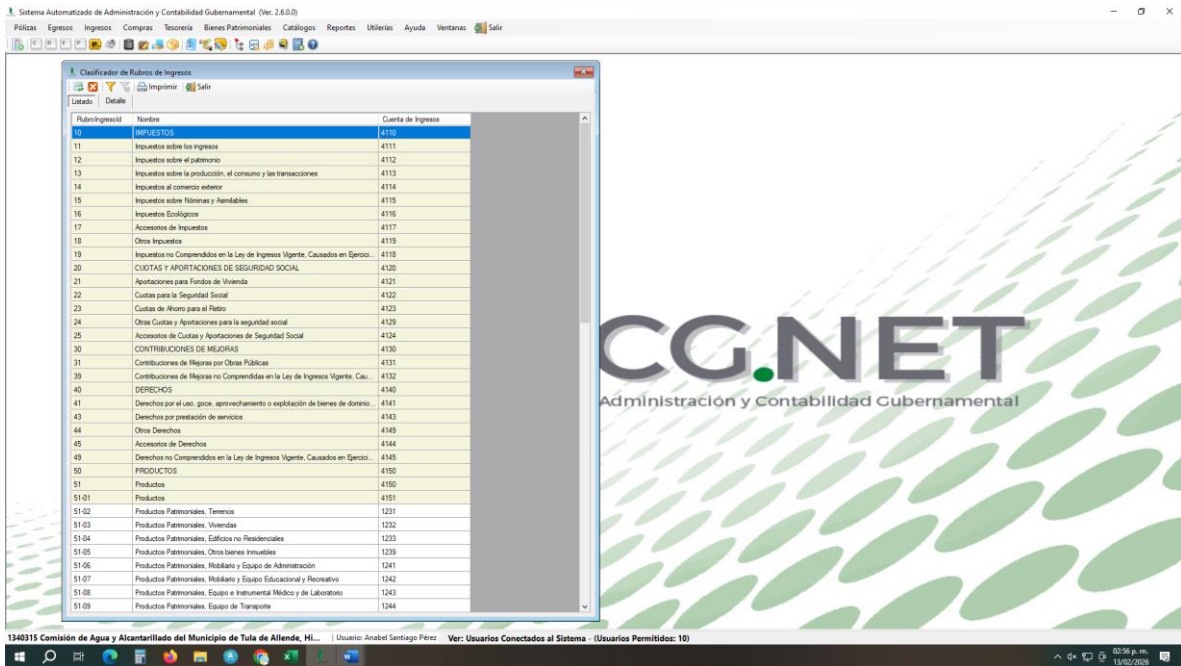 Sistema Automatizado de Administración y Contabilidad Gubernamental (Ver. 2.6.0.0)
Pólizas Egresos Ingresos Compras Tesorería Bienes Patrimoniales Catálogos Reportes Utilerías Ayuda Ventanas Salir
Clasificador de Rubros de Ingresos
Imprimir Salir
Listado Detalle
RubroIngresoId Nombre Cuenta de Ingresos
10 IMPUESTOS 4110
11 Impuestos sobre los ingresos 4111
12 Impuestos sobre el patrimonio 4112
13 Impuestos sobre la producción, el consumo y las transacciones 4113
14 Impuestos al comercio exterior 4114
15 Impuestos sobre Nóminas y Asimilables 4115
16 Impuestos Ecológicos 4116
17 Accesorios de Impuestos 4117
18 Otros Impuestos 4119
19 Impuestos no Comprendidos en la Ley de Ingresos Vigente, Causados en Ejercici... 4118
20 CUOTAS Y APORTACIONES DE SEGURIDAD SOCIAL 4120
21 Aportaciones para Fondos de Vivienda 4121
22 Cuotas para la Seguridad Social 4122
23 Cuotas de Ahorro para el Retiro 4123
24 Otras Cuotas y Aportaciones para la seguridad social 4129
25 Accesorios de Cuotas y Aportaciones de Seguridad Social 4124
30 CONTRIBUCIONES DE MEJORAS 4130
31 Contribuciones de Mejoras por Obras Públicas 4131
39 Contribuciones de Mejoras no Comprendidas en la Ley de Ingresos Vigente, Cau... 4132
40 DERECHOS 4140
41 Derechos por el uso, goce, aprovechamiento o explotación de bienes de dominio... 4141
43 Derechos por prestación de servicios 4143
44 Otros Derechos 4149
45 Accesorios de Derechos 4144
49 Derechos no Comprendidos en la Ley de Ingresos Vigente, Causados en Ejercici... 4145
50 PRODUCTOS 4150
51 Productos 4150
51-01 Productos 4151
51-02 Productos Patrimoniales, Terrenos 1231
51-03 Productos Patrimoniales, Viviendas 1232
51-04 Productos Patrimoniales, Edificios no Residenciales 1233
51-05 Productos Patrimoniales, Otros bienes Inmuebles 1239
51-06 Productos Patrimoniales, Mobiliario y Equipo de Administración 1241
51-07 Productos Patrimoniales, Mobiliario y Equipo Educacional y Recreativo 1242
51-08 Productos Patrimoniales, Equipo e Instrumental Médico y de Laboratorio 1243
51-09 Productos Patrimoniales, Equipo de Transporte 1244
CG.NET
Administración y Contabilidad Gubernamental
1340315 Comisión de Agua y Alcantarillado del Municipio de Tula de Allende, Hi... Usuario: Anabel Santiago Pérez Ver: Usuarios Conectados al Sistema - (Usuarios Permitidos: 10)
02:56 p. m.
13/02/2026